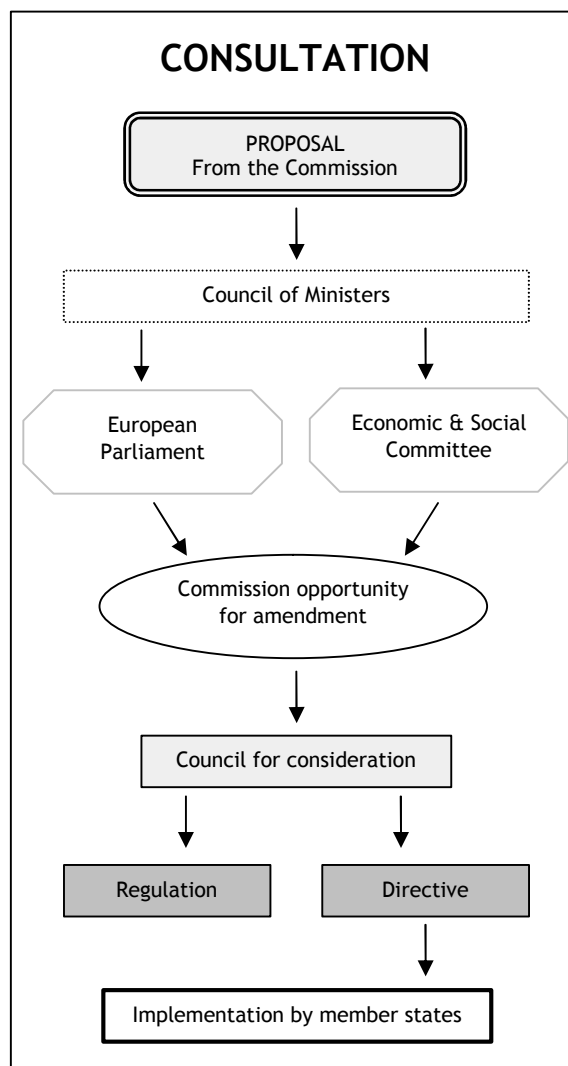 CONSULTATION
PROPOSAL
From the Commission
Council of Ministers
European
Parliament
Economic & Social
Committee
Commission opportunity
for amendment
Council for consideration
Regulation
Directive
Implementation by member states